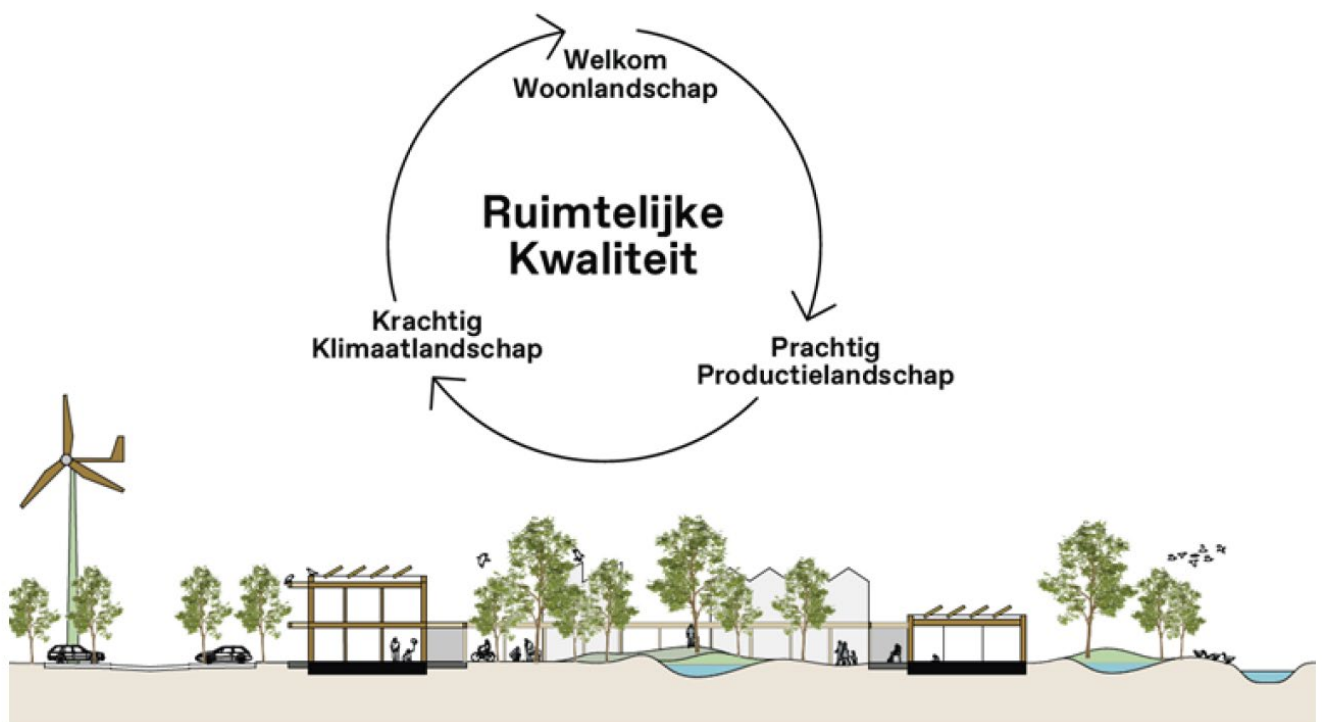 Welkom
Woonlandschap
Ruimtelijke
Kwaliteit
Krachtig
Klimaatlandschap
Prachtig
Productielandschap